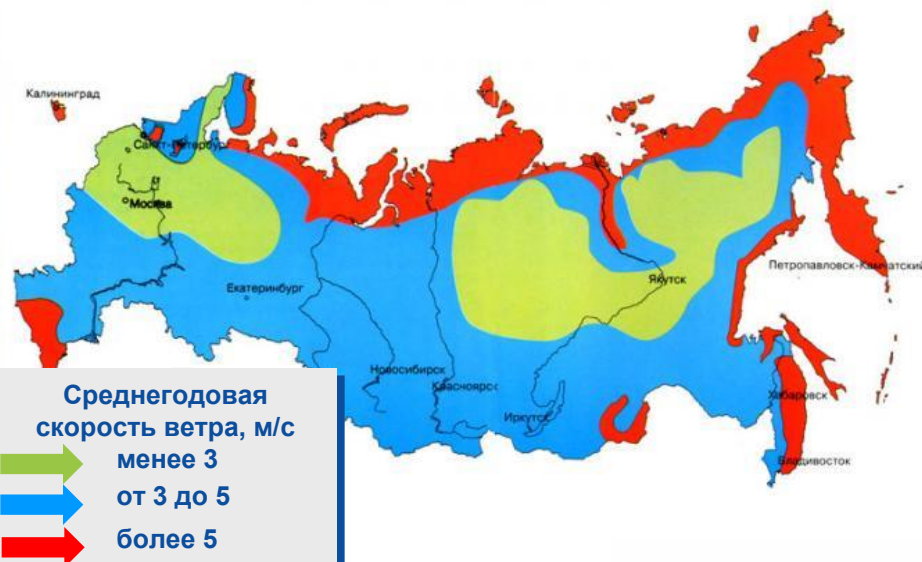 Калининград
Санкт-Петербург
Москва
Екатеринбург
Якутск
Петропавловск-Камчатский
Новосибирск
Красноярск
Иркутск
Хабаровск
Владивосток
Среднегодовая
скорость ветра, м/с
менее 3
от 3 до 5
более 5